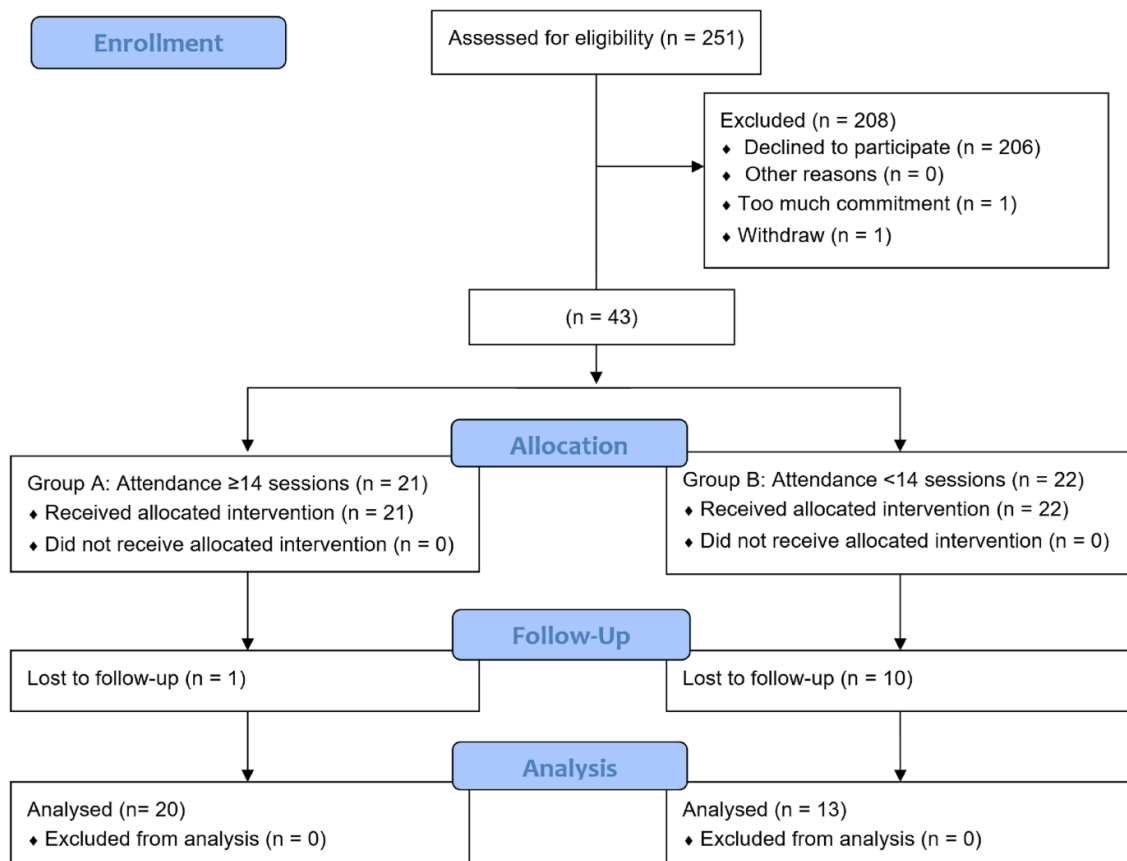 Enrollment
Assessed for eligibility (n = 251)
Excluded (n = 208)
♦ Declined to participate (n = 206)
♦ Other reasons (n = 0)
♦ Too much commitment (n = 1)
♦ Withdraw (n = 1)
(n = 43)
Allocation
Group A: Attendance ≥14 sessions (n = 21)
♦ Received allocated intervention (n = 21)
♦ Did not receive allocated intervention (n = 0)
Group B: Attendance <14 sessions (n = 22)
♦ Received allocated intervention (n = 22)
♦ Did not receive allocated intervention (n = 0)
Follow-Up
Lost to follow-up (n = 1)
Lost to follow-up (n = 10)
Analysis
Analysed (n= 20)
♦ Excluded from analysis (n = 0)
Analysed (n = 13)
♦ Excluded from analysis (n = 0)